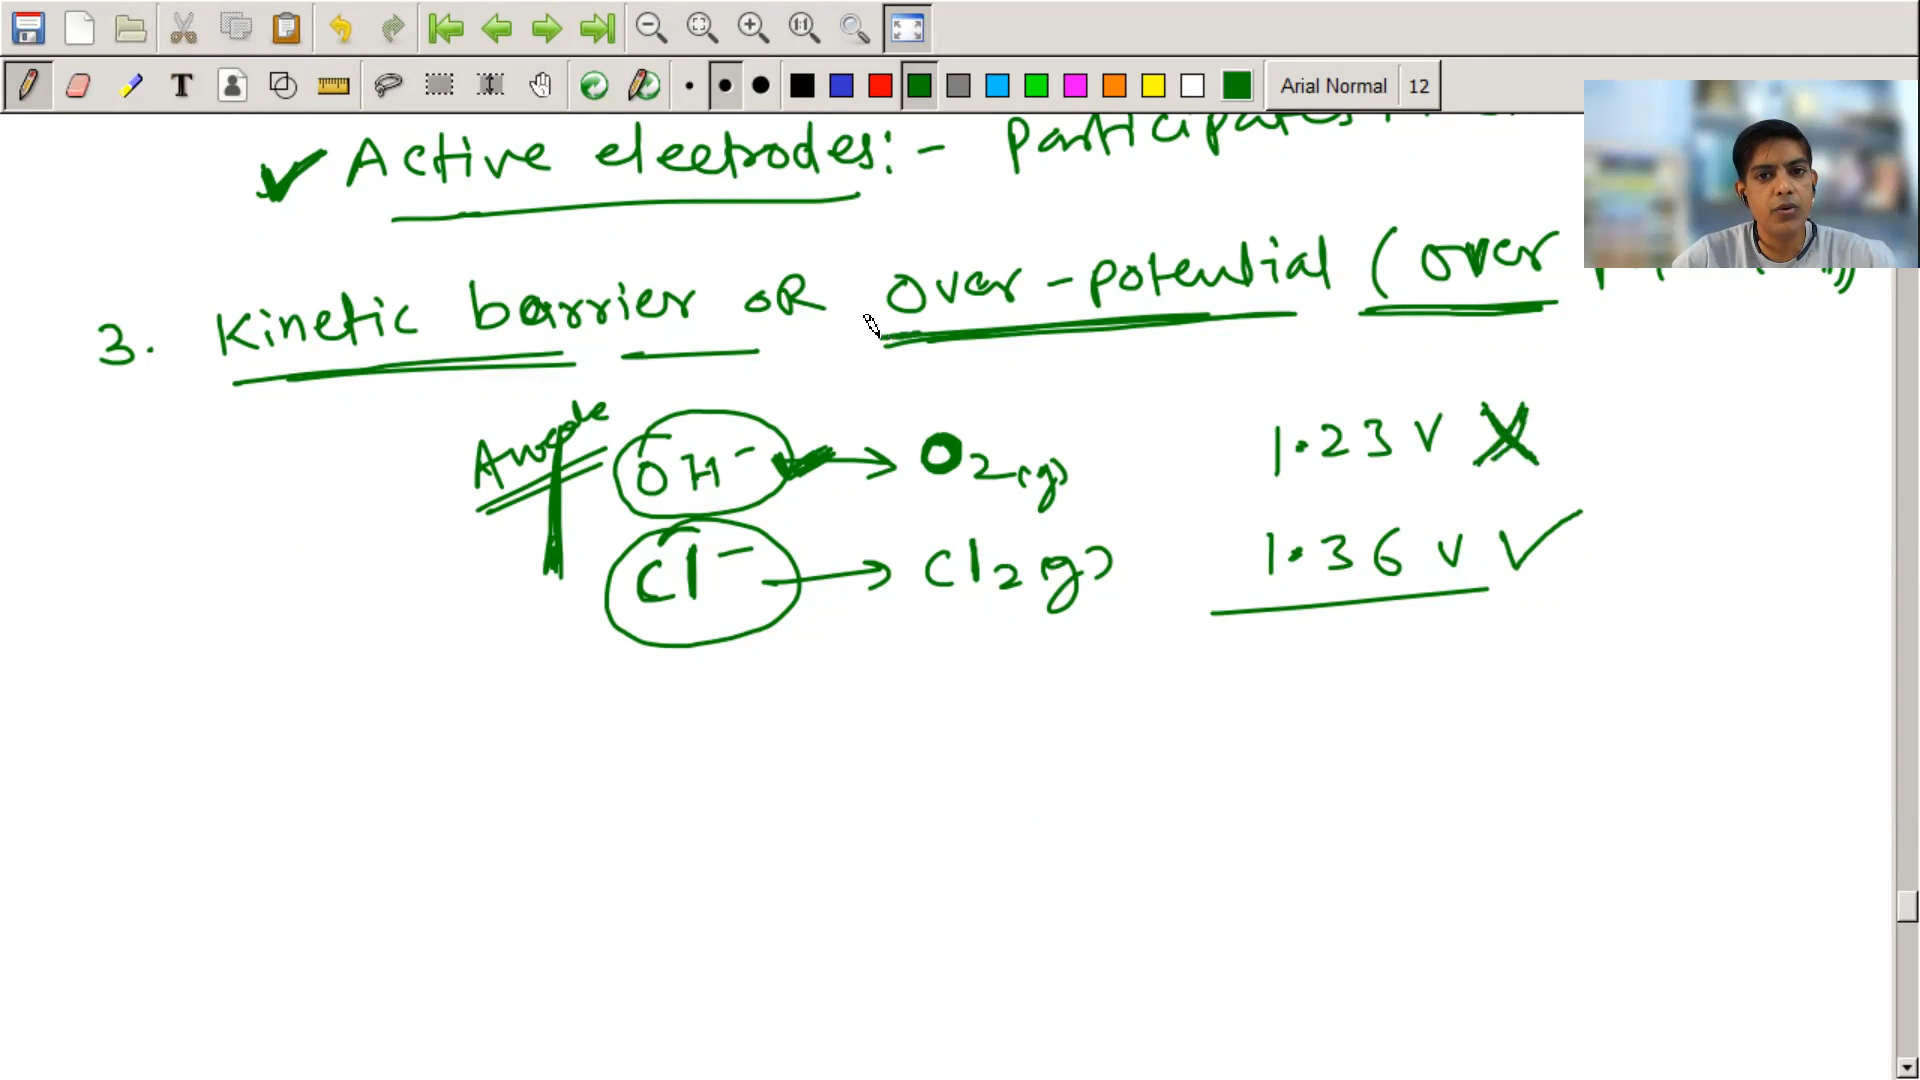 Arial Normal 12
✔ Active electrodes:- Participates
3. Kinetic barrier OR Over-potential (over
Anode OH⁻ → O₂(g) 1.23 V ✗
Cl⁻ → Cl₂(g) 1.36 V ✓